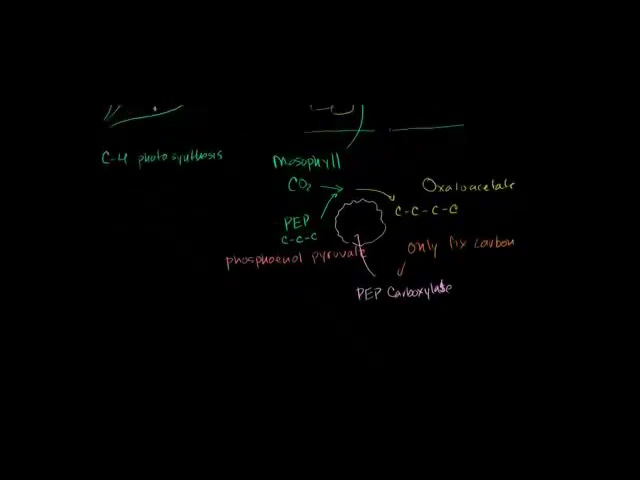 C-4 photosynthesis
Mesophyll
CO2
Oxaloacetate
PEP
C-C-C-C
C-C-C
Only fix carbon
phosphoenol pyruvate
PEP Carboxylase